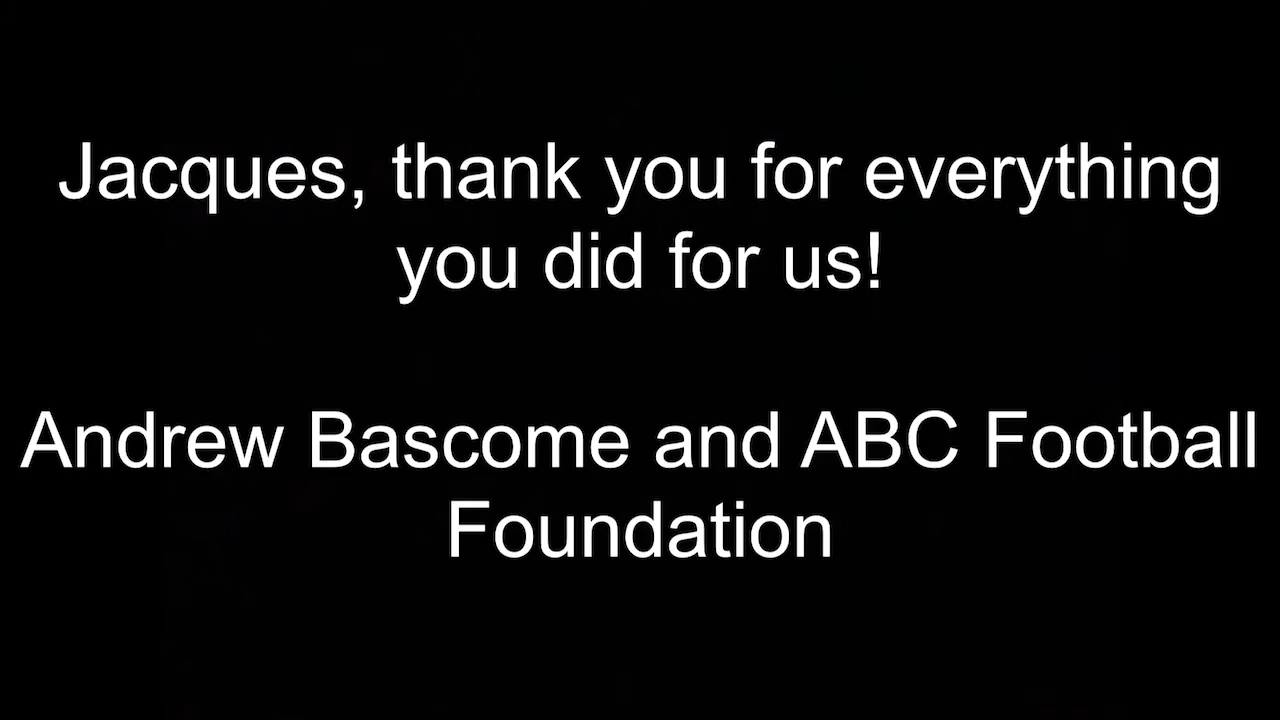 Jacques, thank you for everything
you did for us!
Andrew Bascome and ABC Football
Foundation